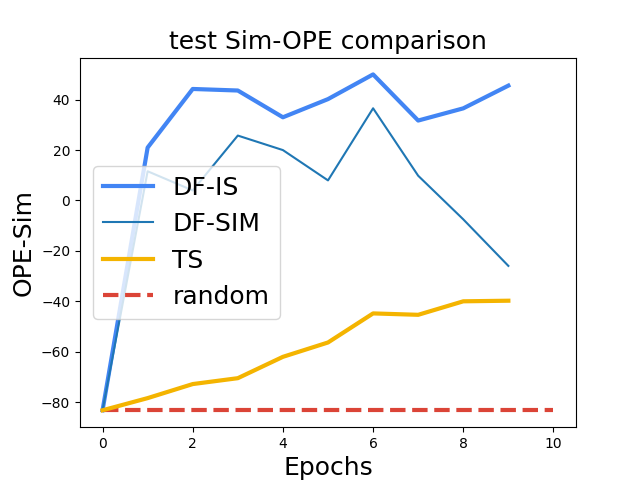 test Sim-OPE comparison
OPE-Sim
40
20
0
−20
−40
−60
−80
DF-IS
DF-SIM
TS
random
0 2 4 6 8 10
Epochs